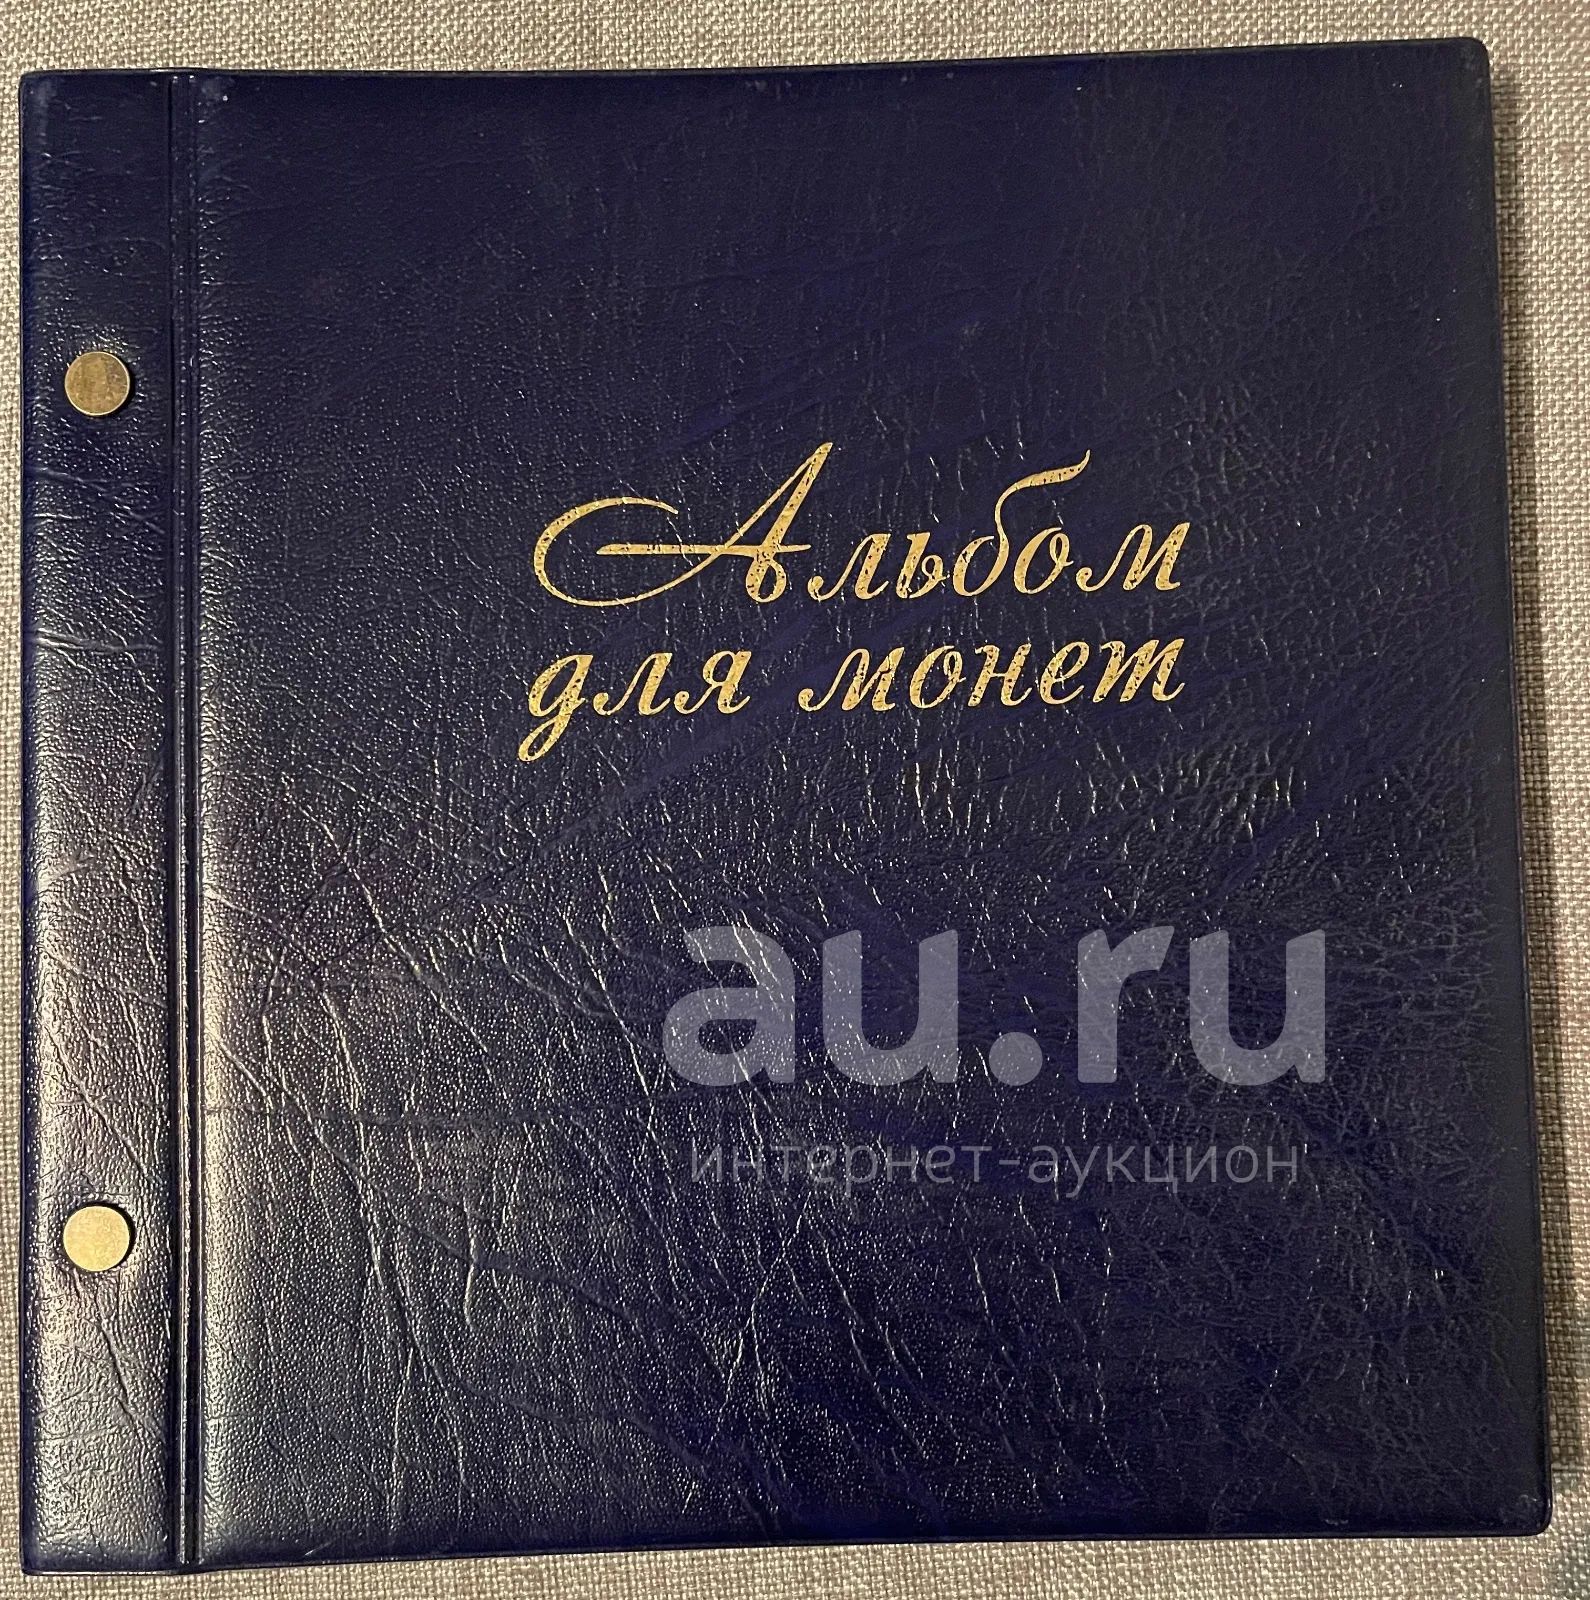 Альбом
для монет
au.ru
интернет-аукцион